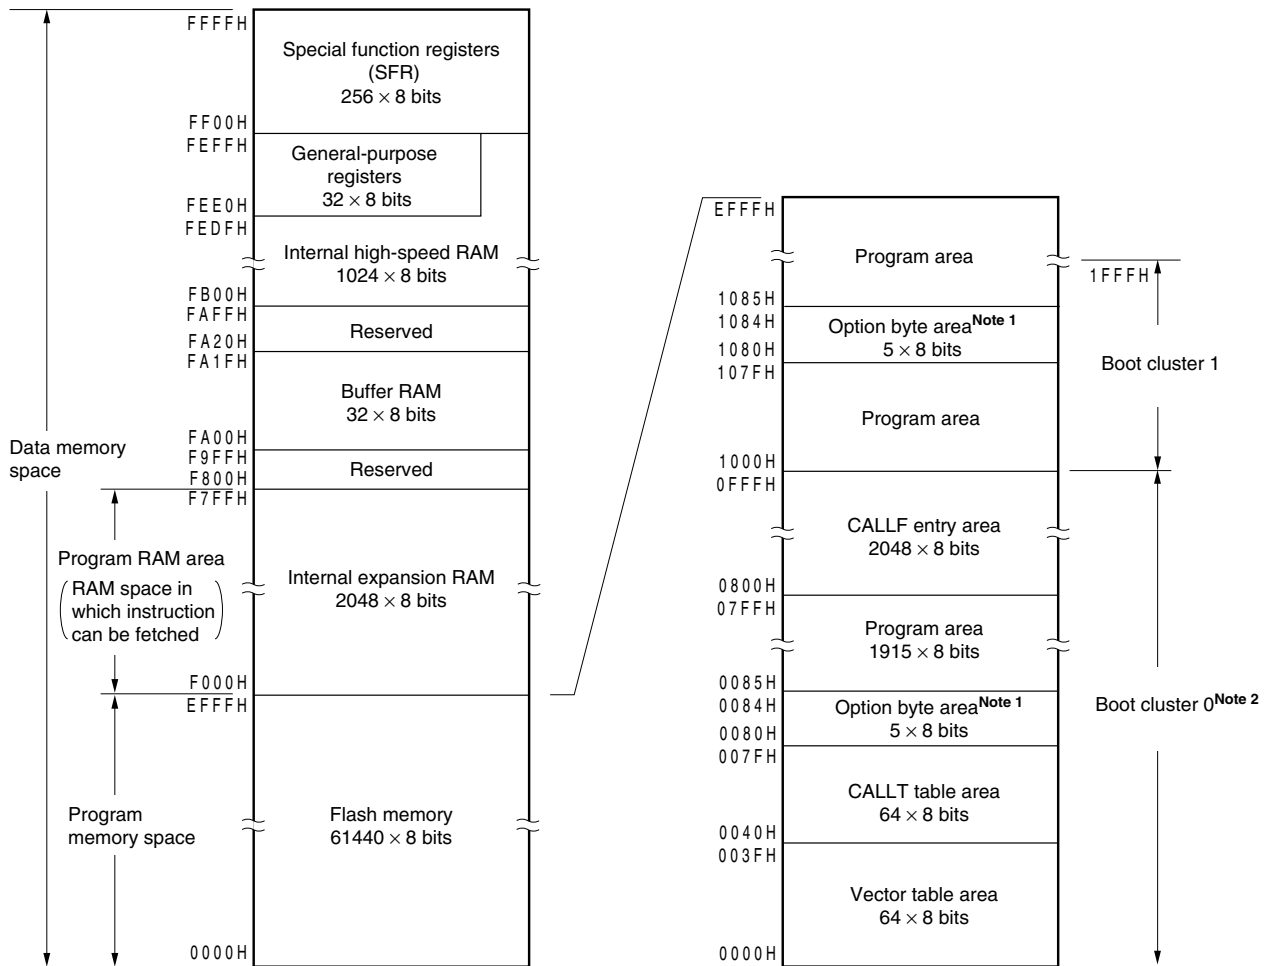 FFFFH
Special function registers
(SFR)
256 × 8 bits
FF00H
FEFFH
General-purpose
registers
32 × 8 bits
FEE0H
FEDFH
Internal high-speed RAM
1024 × 8 bits
FB00H
FAFFH
Reserved
FA20H
FA1FH
Buffer RAM
32 × 8 bits
FA00H
F9FFH
Reserved
F800H
F7FFH
Data memory
space
Program RAM area
RAM space in
which instruction
can be fetched
Internal expansion RAM
2048 × 8 bits
F000H
EFFFH
Program
memory space
Flash memory
61440 × 8 bits
0000H
EFFFH
Program area
1FFFH
1085H
1084H
Option byte area Note 1
5 × 8 bits
1080H
107FH
Boot cluster 1
Program area
1000H
0FFFH
CALLF entry area
2048 × 8 bits
0800H
07FFH
Program area
1915 × 8 bits
0085H
0084H
Option byte area Note 1
5 × 8 bits
Boot cluster 0 Note 2
0080H
007FH
CALLT table area
64 × 8 bits
0040H
003FH
Vector table area
64 × 8 bits
0000H